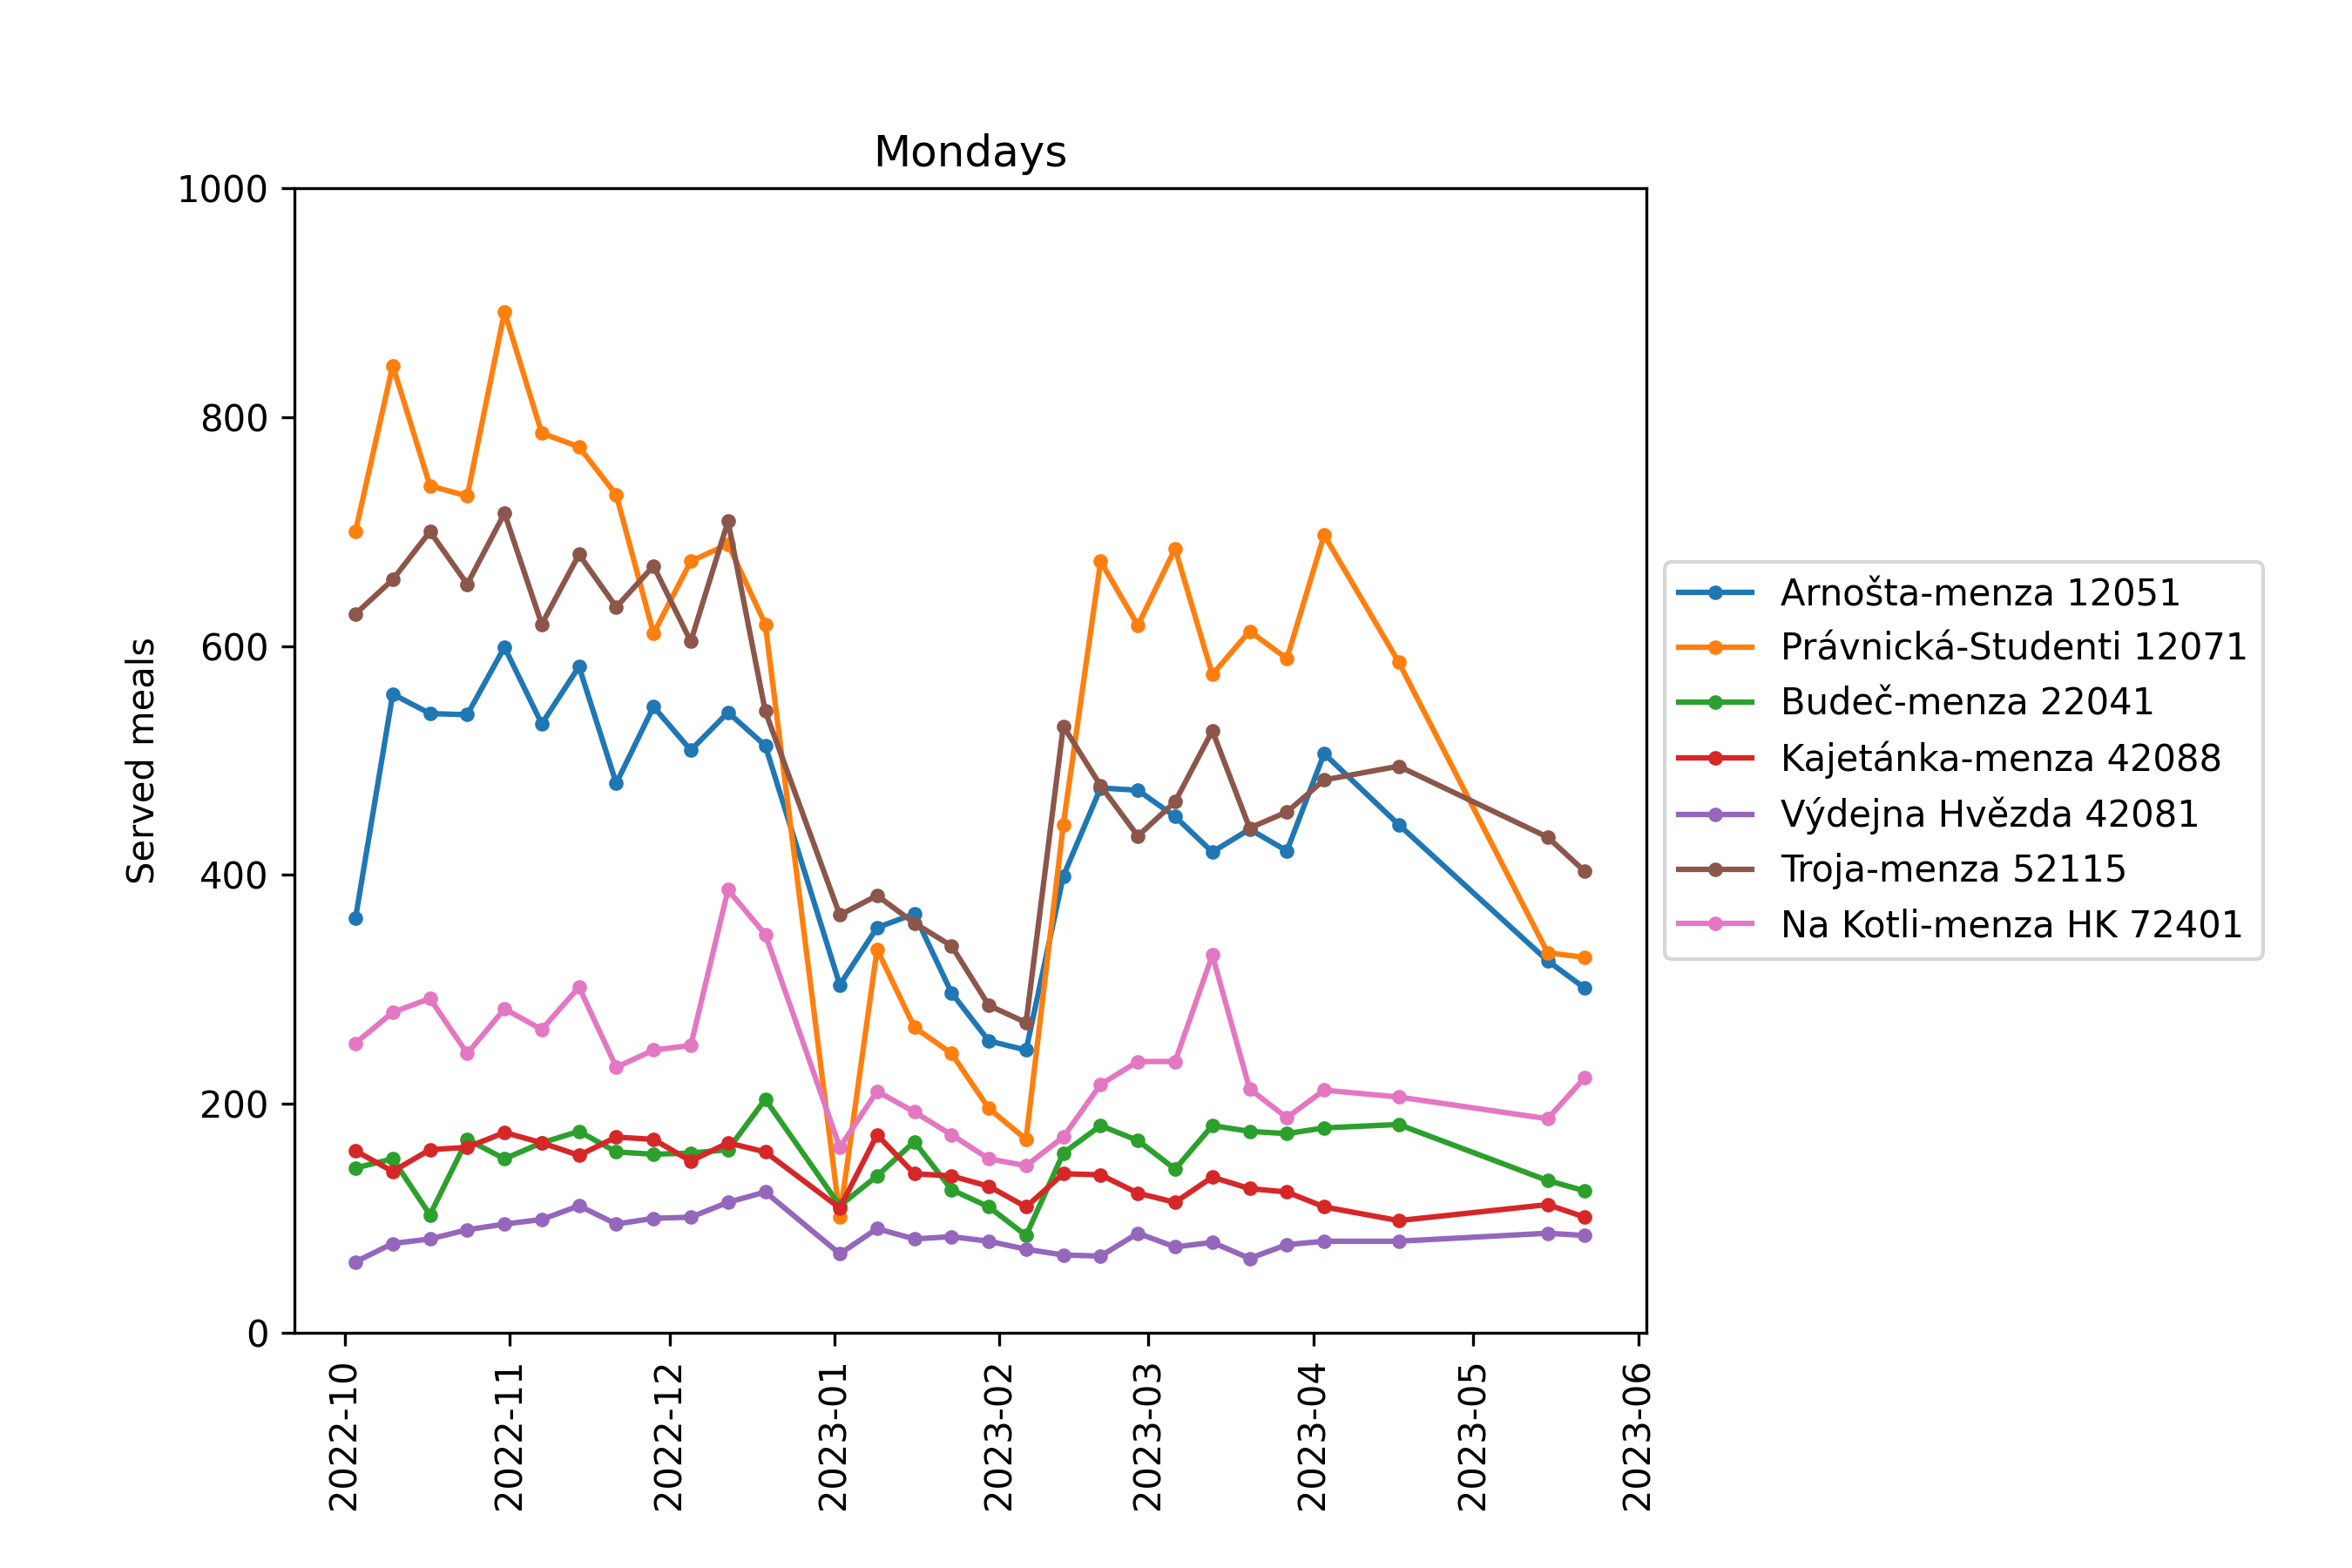 Mondays
1000
800
600
400
200
0
Served meals
2022-10
2022-11
2022-12
2023-01
2023-02
2023-03
2023-04
2023-05
2023-06
Arnošta-menza 12051
Právnická-Studenti 12071
Budeč-menza 22041
Kajetánka-menza 42088
Výdejna Hvězda 42081
Troja-menza 52115
Na Kotli-menza HK 72401